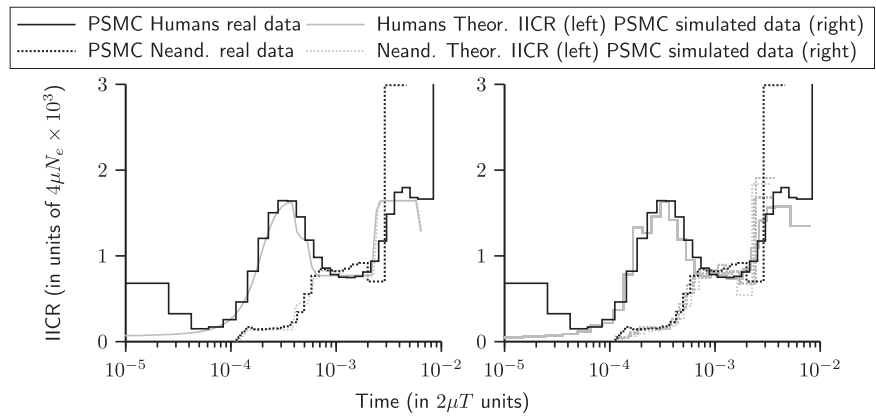 PSMC Humans real data Humans Theor. IICR (left) PSMC simulated data (right)
PSMC Neand. real data Neand. Theor. IICR (left) PSMC simulated data (right)
IICR (in units of 4μN_e × 10³)
3
2
1
0
10⁻⁵ 10⁻⁴ 10⁻³ 10⁻²
3
2
1
0
10⁻⁵ 10⁻⁴ 10⁻³ 10⁻²
Time (in 2μT units)